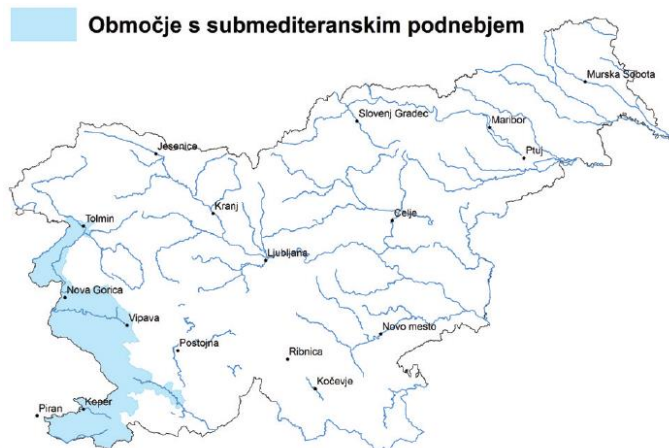 Območje s submediteranskim podnebjem
Murska Sobota
Slovenj Gradec
Maribor
Ptuj
Jesenice
Kranj
Celje
Tolmin
Ljubljana
Nova Gorica
Vipava
Novo mesto
Postojna
Ribnica
Kočevje
Koper
Piran